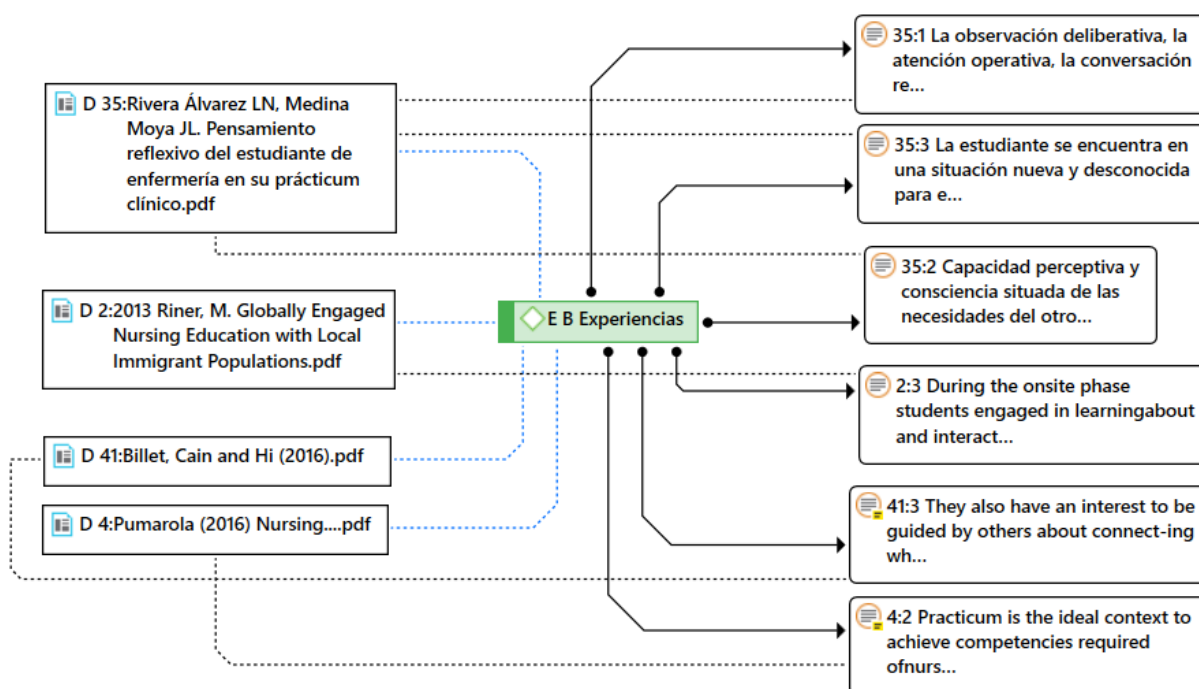 D 35:Rivera Álvarez LN, Medina
Moya JL. Pensamiento
reflexivo del estudiante de
enfermería en su prácticum
clínico.pdf
D 2:2013 Riner, M. Globally Engaged
Nursing Education with Local
Immigrant Populations.pdf
D 41:Billet, Cain and Hi (2016).pdf
D 4:Pumarola (2016) Nursing....pdf
E B Experiencias
35:1 La observación deliberativa, la
atención operativa, la conversación
re...
35:3 La estudiante se encuentra en
una situación nueva y desconocida
para e...
35:2 Capacidad perceptiva y
consciencia situada de las
necesidades del otro...
2:3 During the onsite phase
students engaged in learningabout
and interact...
41:3 They also have an interest to be
guided by others about connect-ing
wh...
4:2 Practicum is the ideal context to
achieve competencies required
ofnurs...